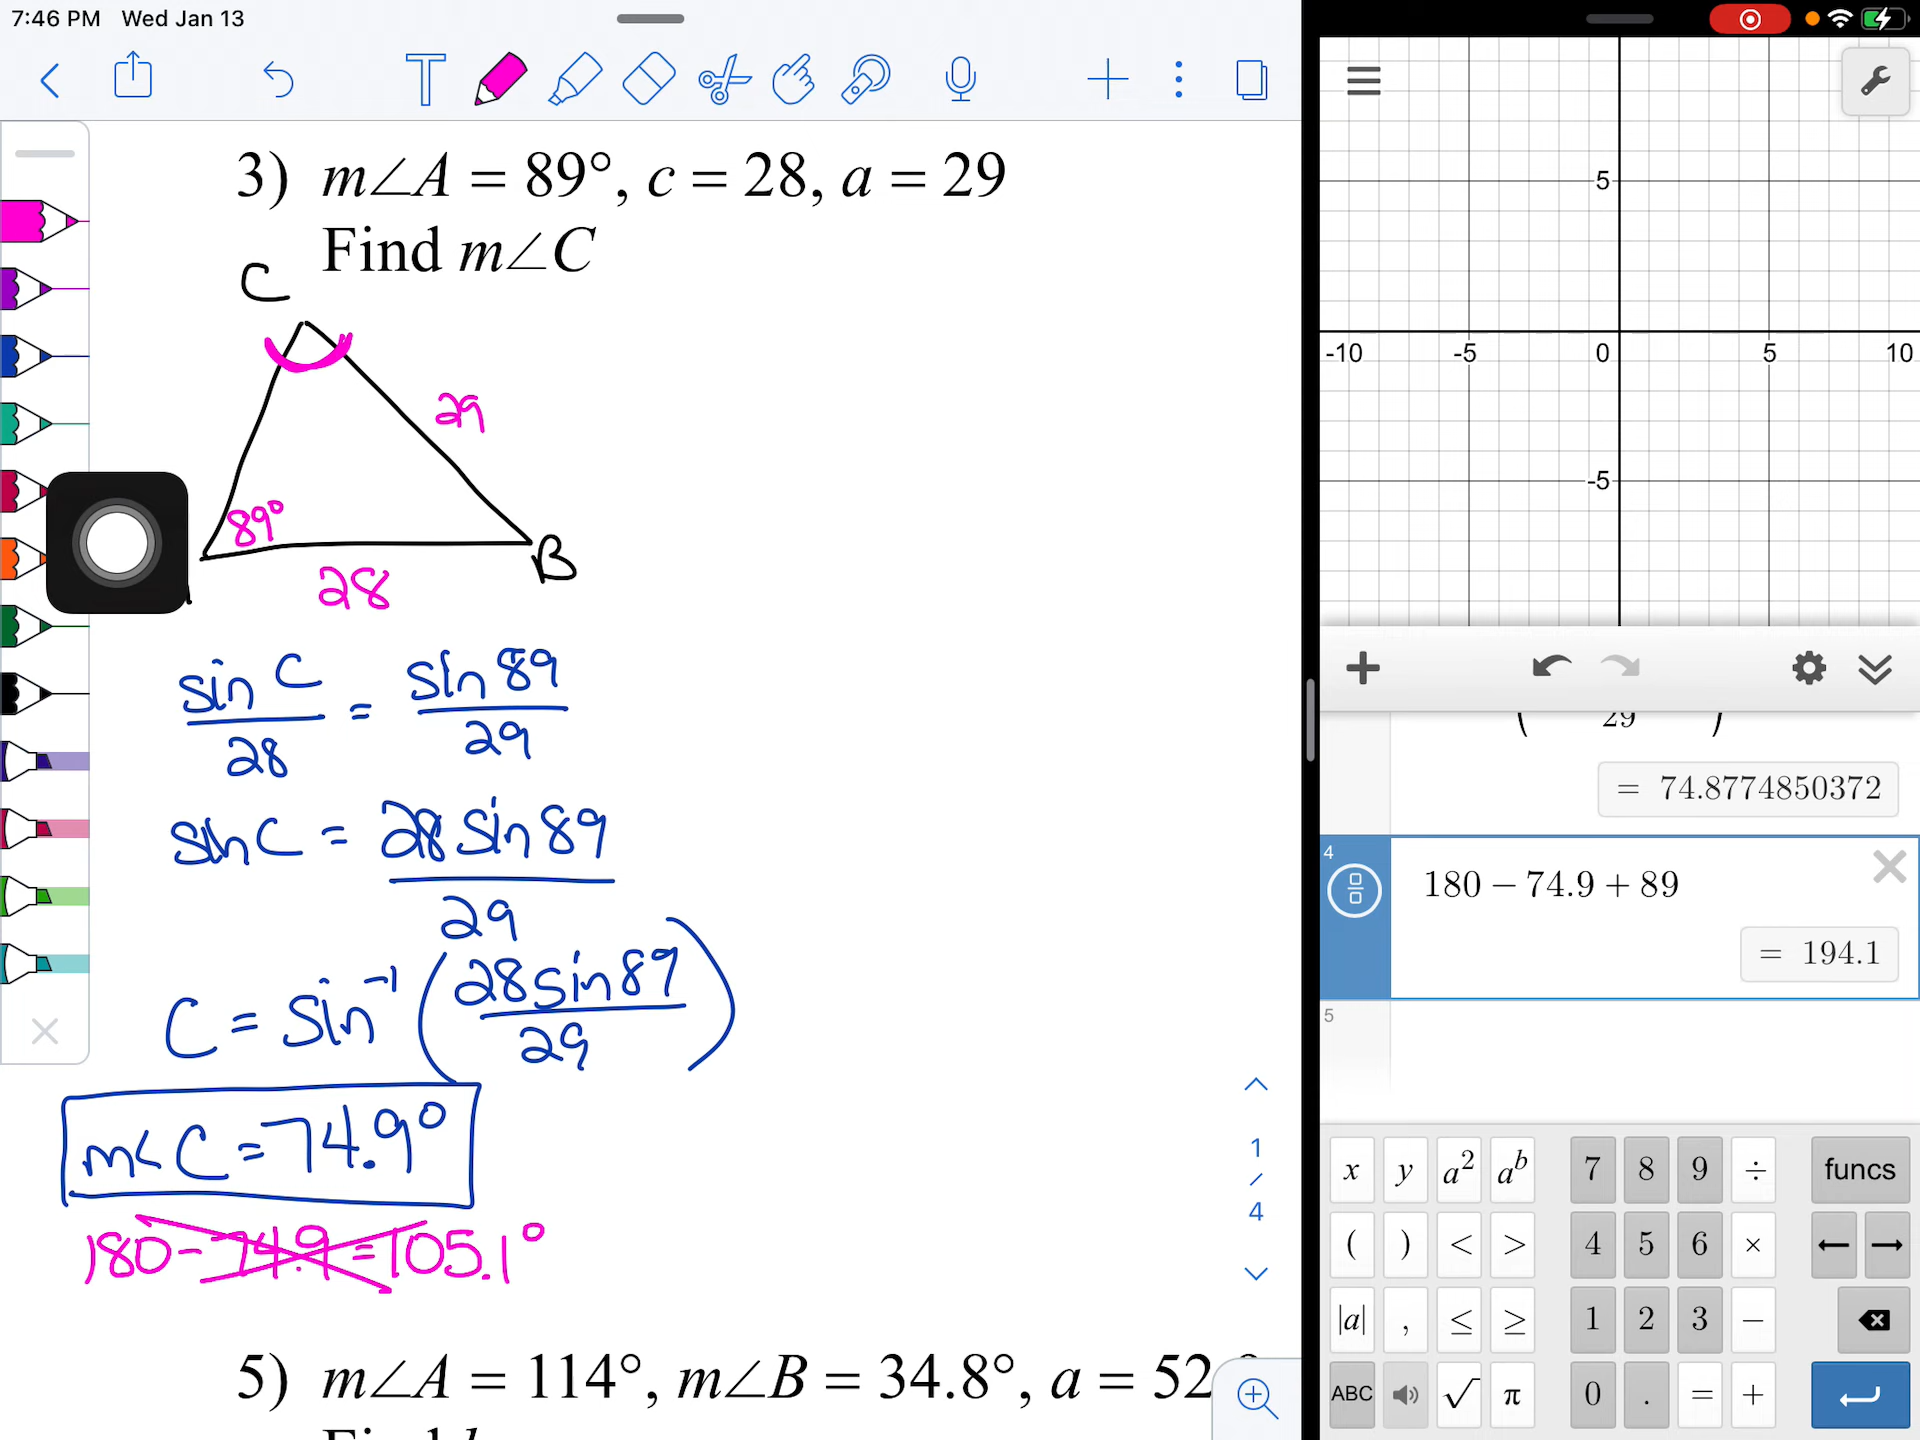 7:46 PM Wed Jan 13
3) m∠A = 89°, c = 28, a = 29
Find m∠C
C
29
89°
28
B
sin C / 28 = sin 89 / 29
sin C = 28 sin 89 / 29
C = sin⁻¹ (28 sin 89 / 29)
m< C = 74.9°
180 - 74.9 = 105.1°
5) m∠A = 114°, m∠B = 34.8°, a = 52
1
/
4
5
-10 -5 0 5 10
-5
29
= 74.8774850372
4
180 − 74.9 + 89
= 194.1
5
x y a² aᵇ 7 8 9 ÷ funcs
( ) < > 4 5 6 × ← →
|a| , ≤ ≥ 1 2 3 −
ABC √ π 0 . = +